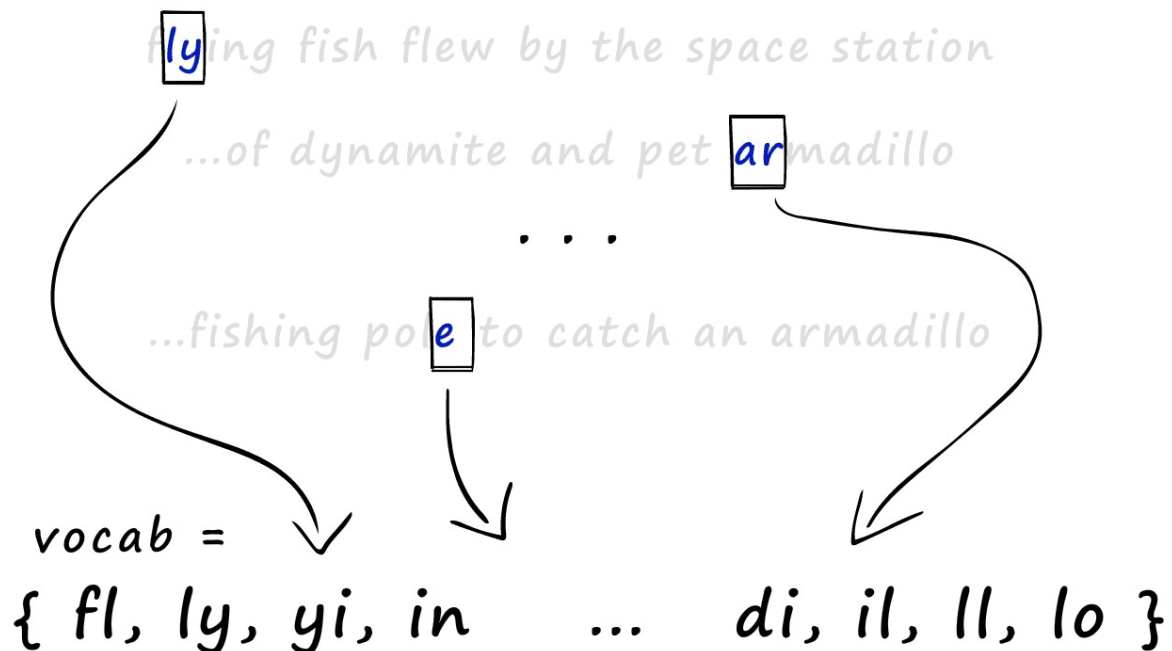 flying fish flew by the space station
...of dynamite and pet armadillo
. . .
...fishing pole to catch an armadillo
vocab =
{ fl, ly, yi, in ... di, il, ll, lo }